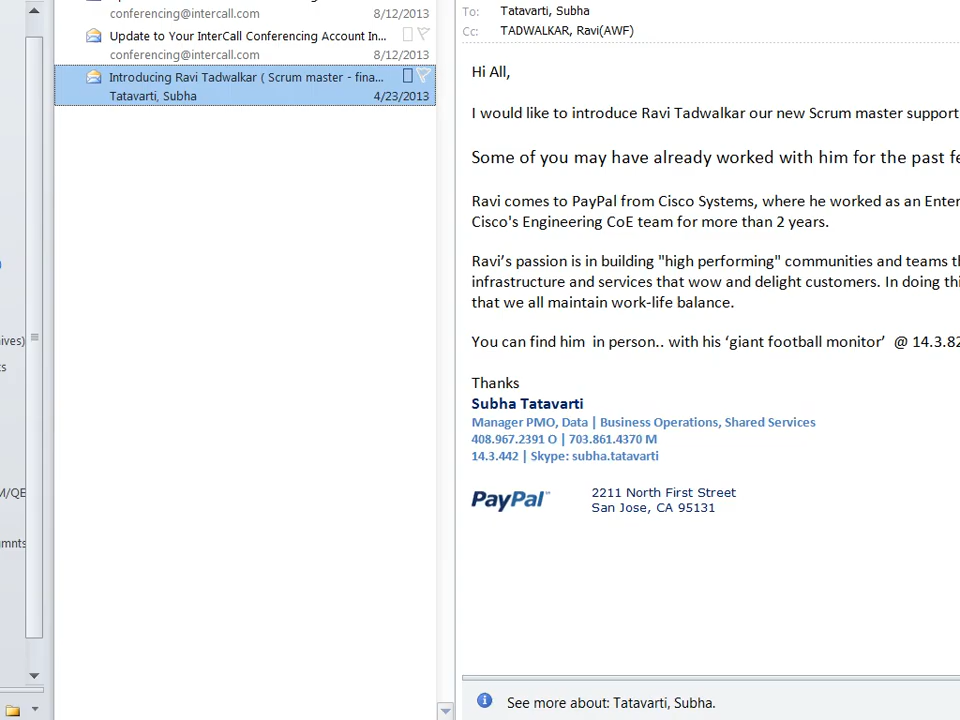 conferencing@intercall.com 8/12/2013
Update to Your InterCall Conferencing Account In...
conferencing@intercall.com 8/12/2013
Introducing Ravi Tadwalkar ( Scrum master - fina...
Tatavarti, Subha 4/23/2013
ives)
M/QE
mnts
To: Tatavarti, Subha
Cc: TADWALKAR, Ravi(AWF)
Hi All,
I would like to introduce Ravi Tadwalkar our new Scrum master support
Some of you may have already worked with him for the past fe
Ravi comes to PayPal from Cisco Systems, where he worked as an Enter
Cisco's Engineering CoE team for more than 2 years.
Ravi’s passion is in building "high performing" communities and teams th
infrastructure and services that wow and delight customers. In doing thi
that we all maintain work-life balance.
You can find him in person.. with his ‘giant football monitor’ @ 14.3.82
Thanks
Subha Tatavarti
Manager PMO, Data | Business Operations, Shared Services
408.967.2391 O | 703.861.4370 M
14.3.442 | Skype: subha.tatavarti
PayPal 2211 North First Street
San Jose, CA 95131
See more about: Tatavarti, Subha.